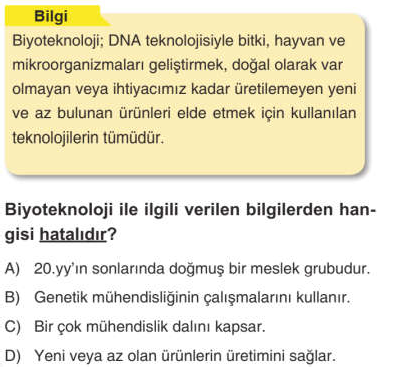 Bilgi
Biyoteknoloji; DNA teknolojisiyle bitki, hayvan ve
mikroorganizmaları geliştirmek, doğal olarak var
olmayan veya ihtiyacımız kadar üretilemeyen yeni
ve az bulunan ürünleri elde etmek için kullanılan
teknolojilerin tümüdür.
Biyoteknoloji ile ilgili verilen bilgilerden han-
gisi hatalıdır?
A) 20.yy'ın sonlarında doğmuş bir meslek grubudur.
B) Genetik mühendisliğinin çalışmalarını kullanır.
C) Bir çok mühendislik dalını kapsar.
D) Yeni veya az olan ürünlerin üretimini sağlar.